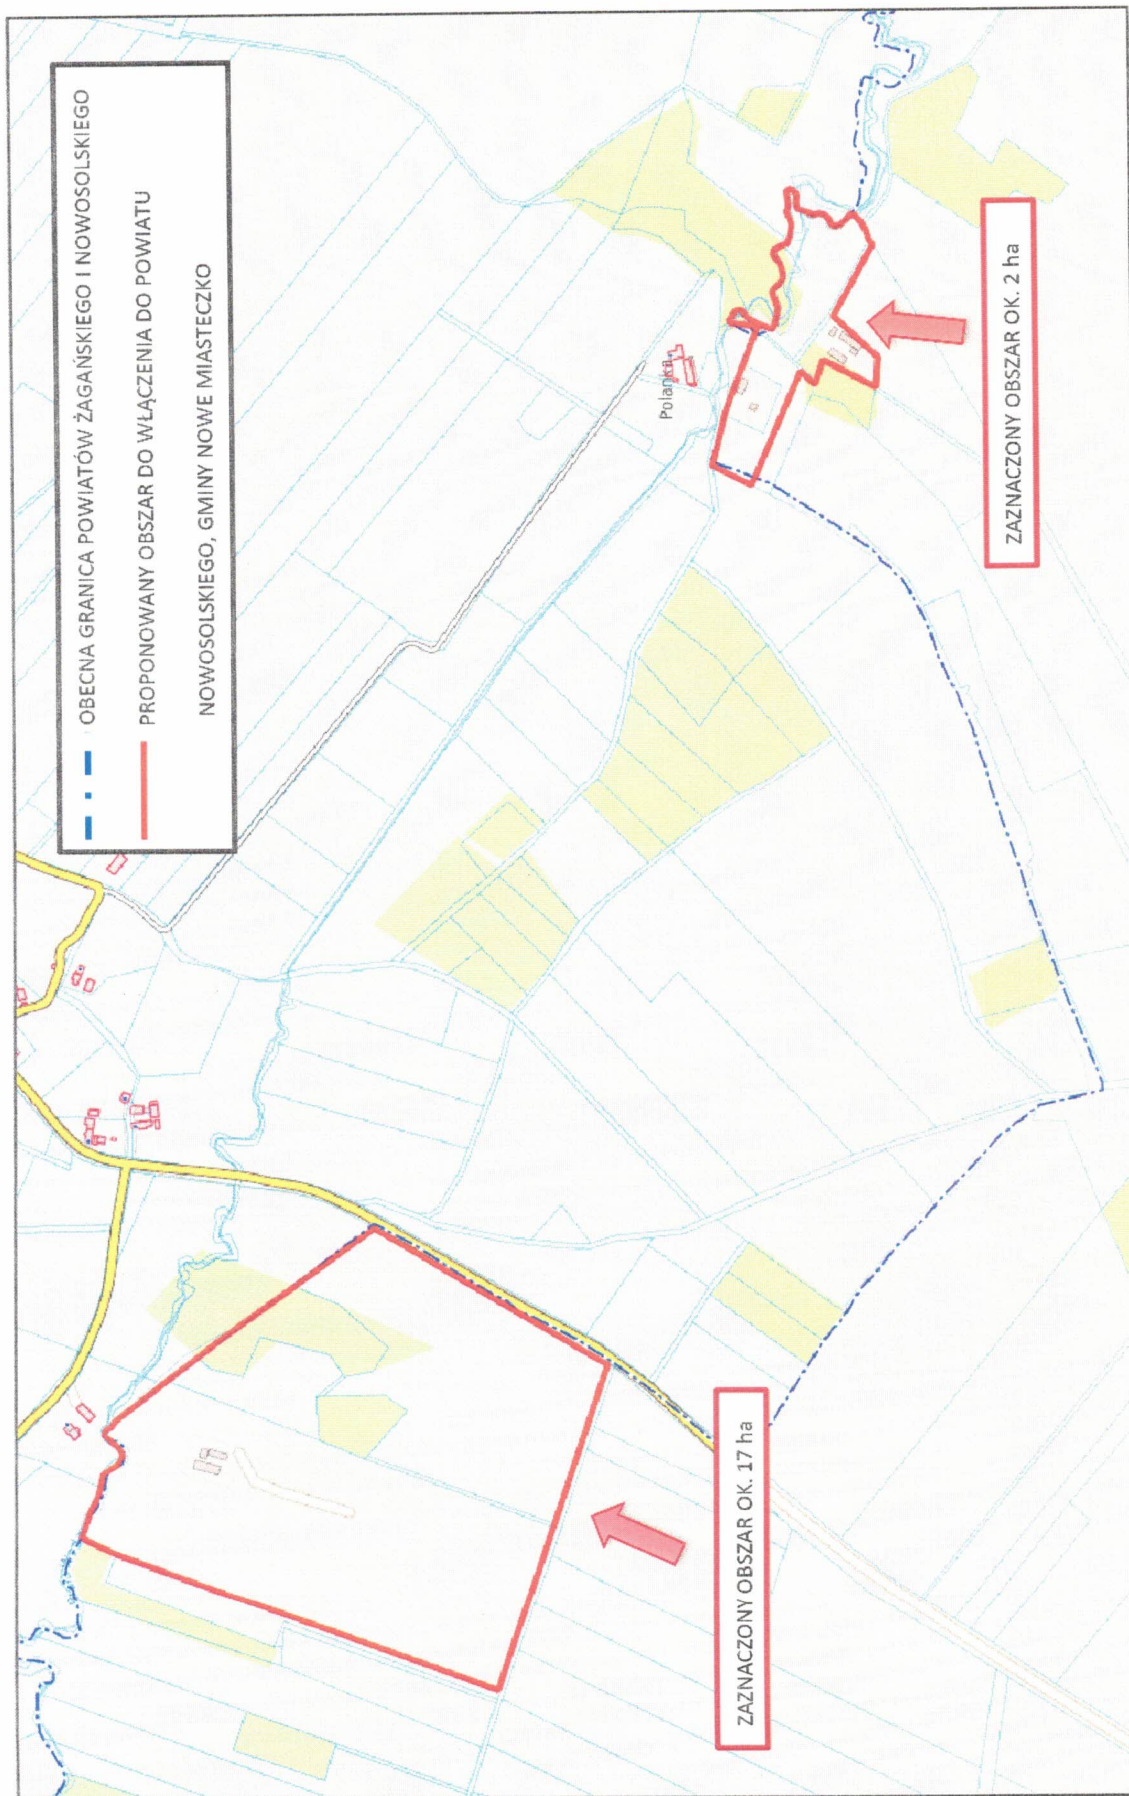 OBECNA GRANICA POWIATÓW ŻAGAŃSKIEGO I NOWOSOLSKIEGO
PROPONOWANY OBSZAR DO WŁĄCZENIA DO POWIATU
NOWOSOLSKIEGO, GMINY NOWE MIASTECZKO
Polanka
ZAZNACZONY OBSZAR OK. 2 ha
ZAZNACZONY OBSZAR OK. 17 ha